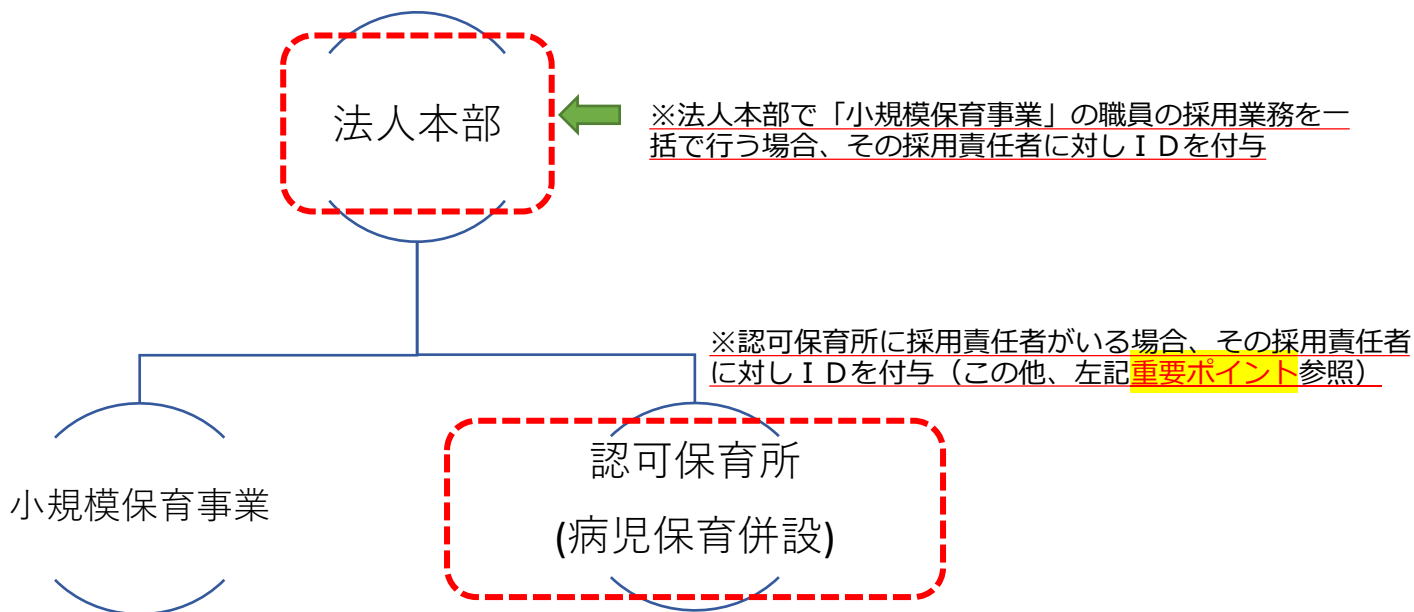 法人本部
※法人本部で「小規模保育事業」の職員の採用業務を一
括で行う場合、その採用責任者に対しＩＤを付与
※認可保育所に採用責任者がいる場合、その採用責任者
に対しＩＤを付与（この他、左記重要ポイント参照）
小規模保育事業
認可保育所
(病児保育併設)